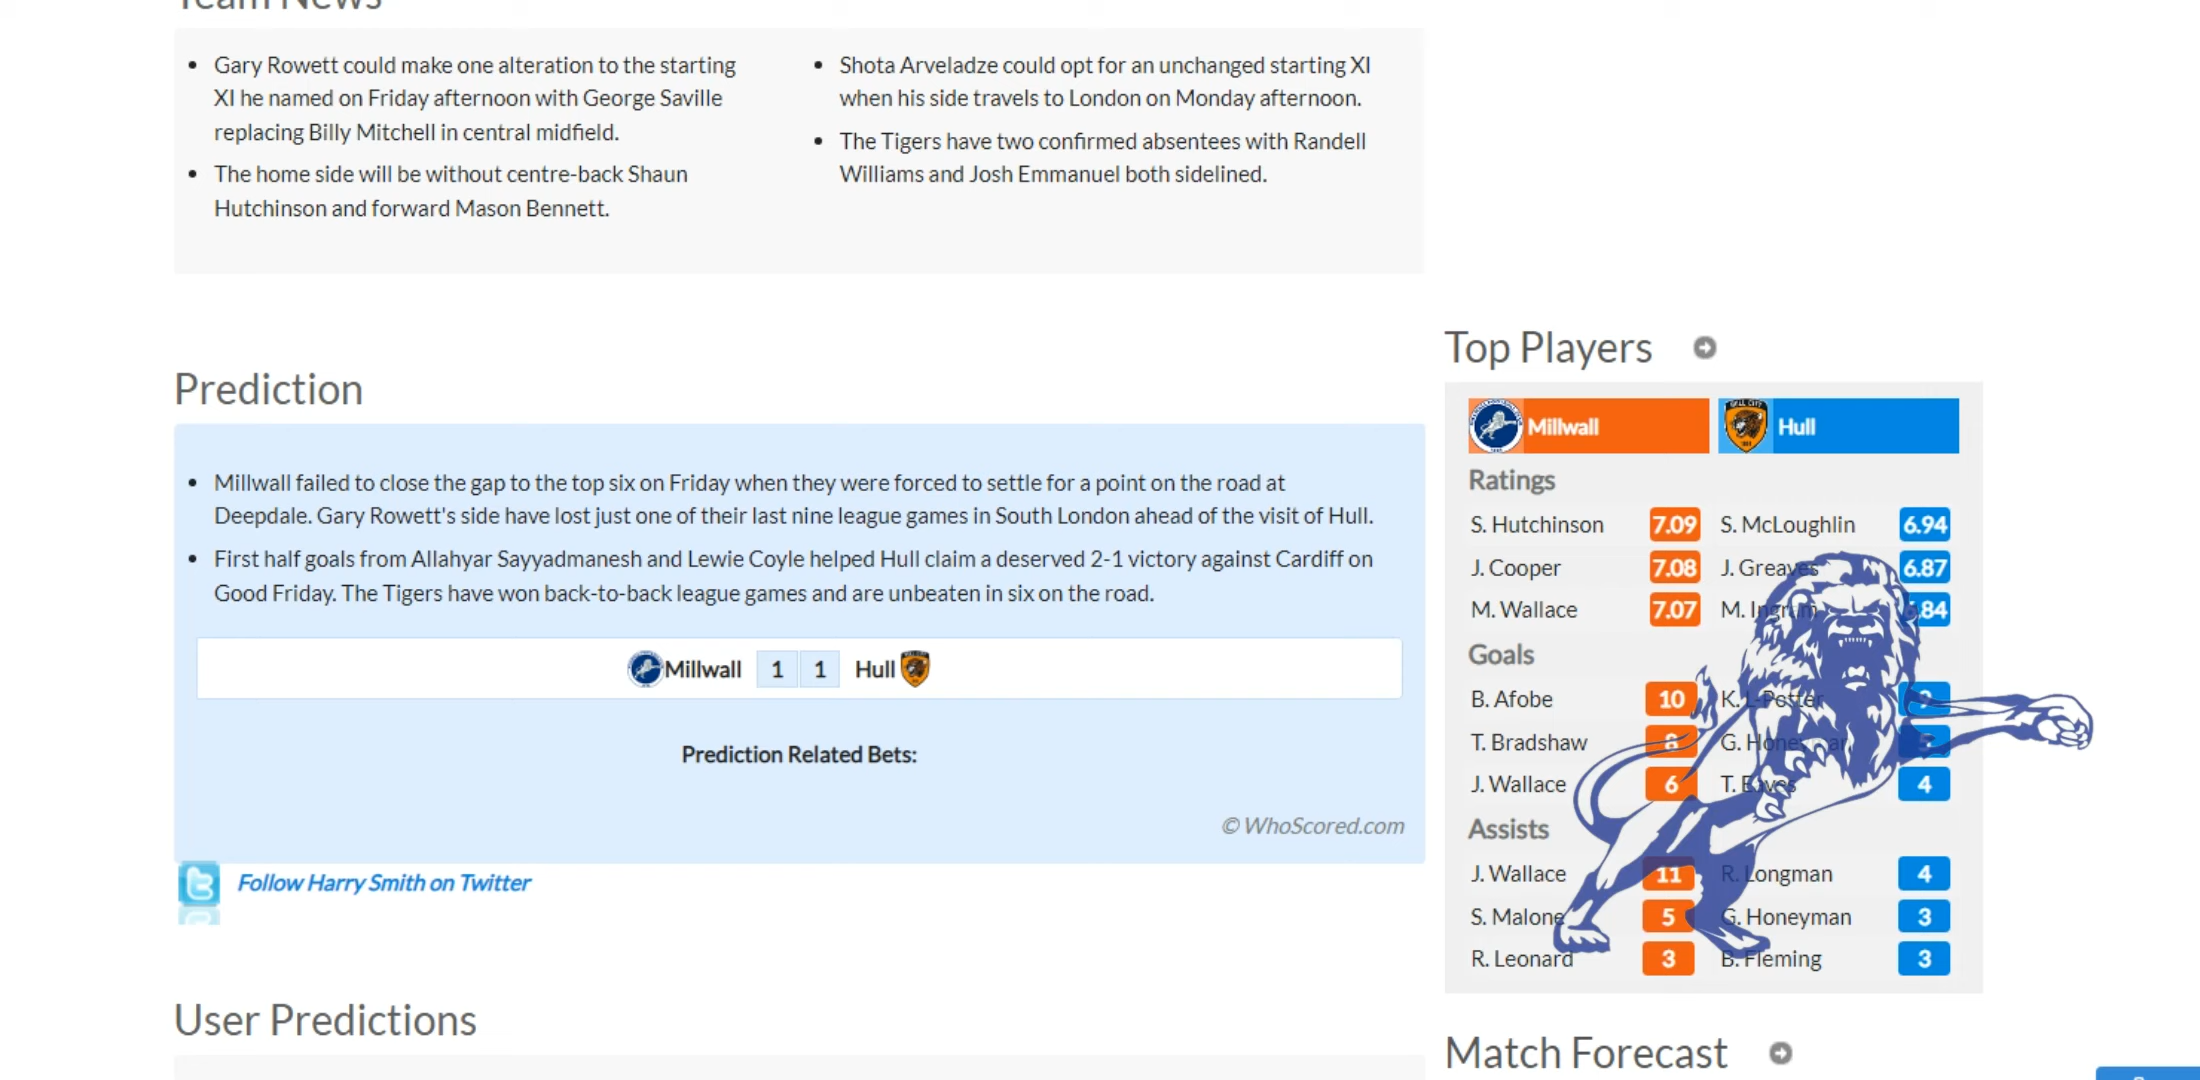 Team News
• Gary Rowett could make one alteration to the starting
XI he named on Friday afternoon with George Saville
replacing Billy Mitchell in central midfield.
• The home side will be without centre-back Shaun
Hutchinson and forward Mason Bennett.
• Shota Arveladze could opt for an unchanged starting XI
when his side travels to London on Monday afternoon.
• The Tigers have two confirmed absentees with Randell
Williams and Josh Emmanuel both sidelined.
Prediction
• Millwall failed to close the gap to the top six on Friday when they were forced to settle for a point on the road at
Deepdale. Gary Rowett's side have lost just one of their last nine league games in South London ahead of the visit of Hull.
• First half goals from Allahyar Sayyadmanesh and Lewie Coyle helped Hull claim a deserved 2-1 victory against Cardiff on
Good Friday. The Tigers have won back-to-back league games and are unbeaten in six on the road.
Millwall 1 1 Hull
Prediction Related Bets:
© WhoScored.com
Follow Harry Smith on Twitter
User Predictions
Top Players
Millwall Hull
Ratings
S. Hutchinson 7.09 S. McLoughlin 6.94
J. Cooper 7.08 J. Greaves 6.87
M. Wallace 7.07 M. Ingram .84
Goals
B. Afobe 10 K. L-Potter
T. Bradshaw 8 G. Honeyman
J. Wallace 6 T. Eaves 4
Assists
J. Wallace 11 R. Longman 4
S. Malone 5 G. Honeyman 3
R. Leonard 3 B. Fleming 3
Match Forecast